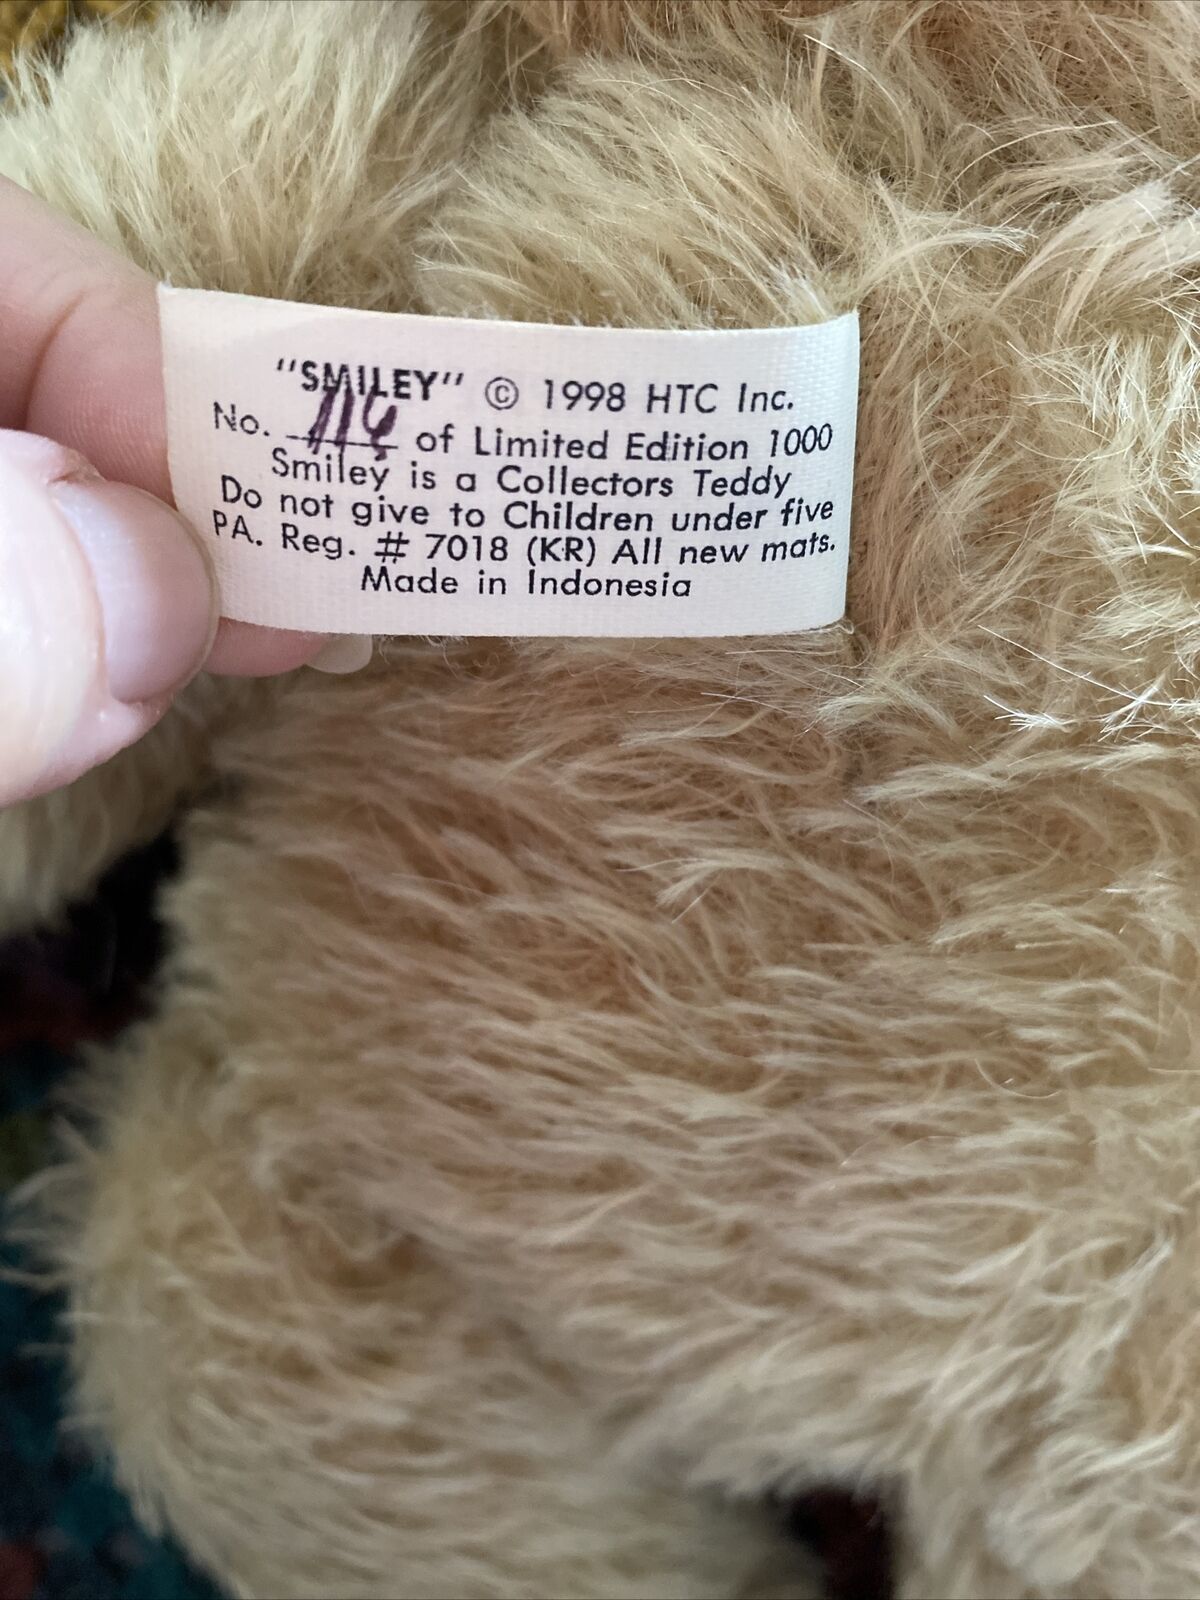 "SMILEY" © 1998 HTC Inc.
No. 116 of Limited Edition 1000
Smiley is a Collectors Teddy
Do not give to Children under five
PA. Reg. # 7018 (KR) All new mats.
Made in Indonesia